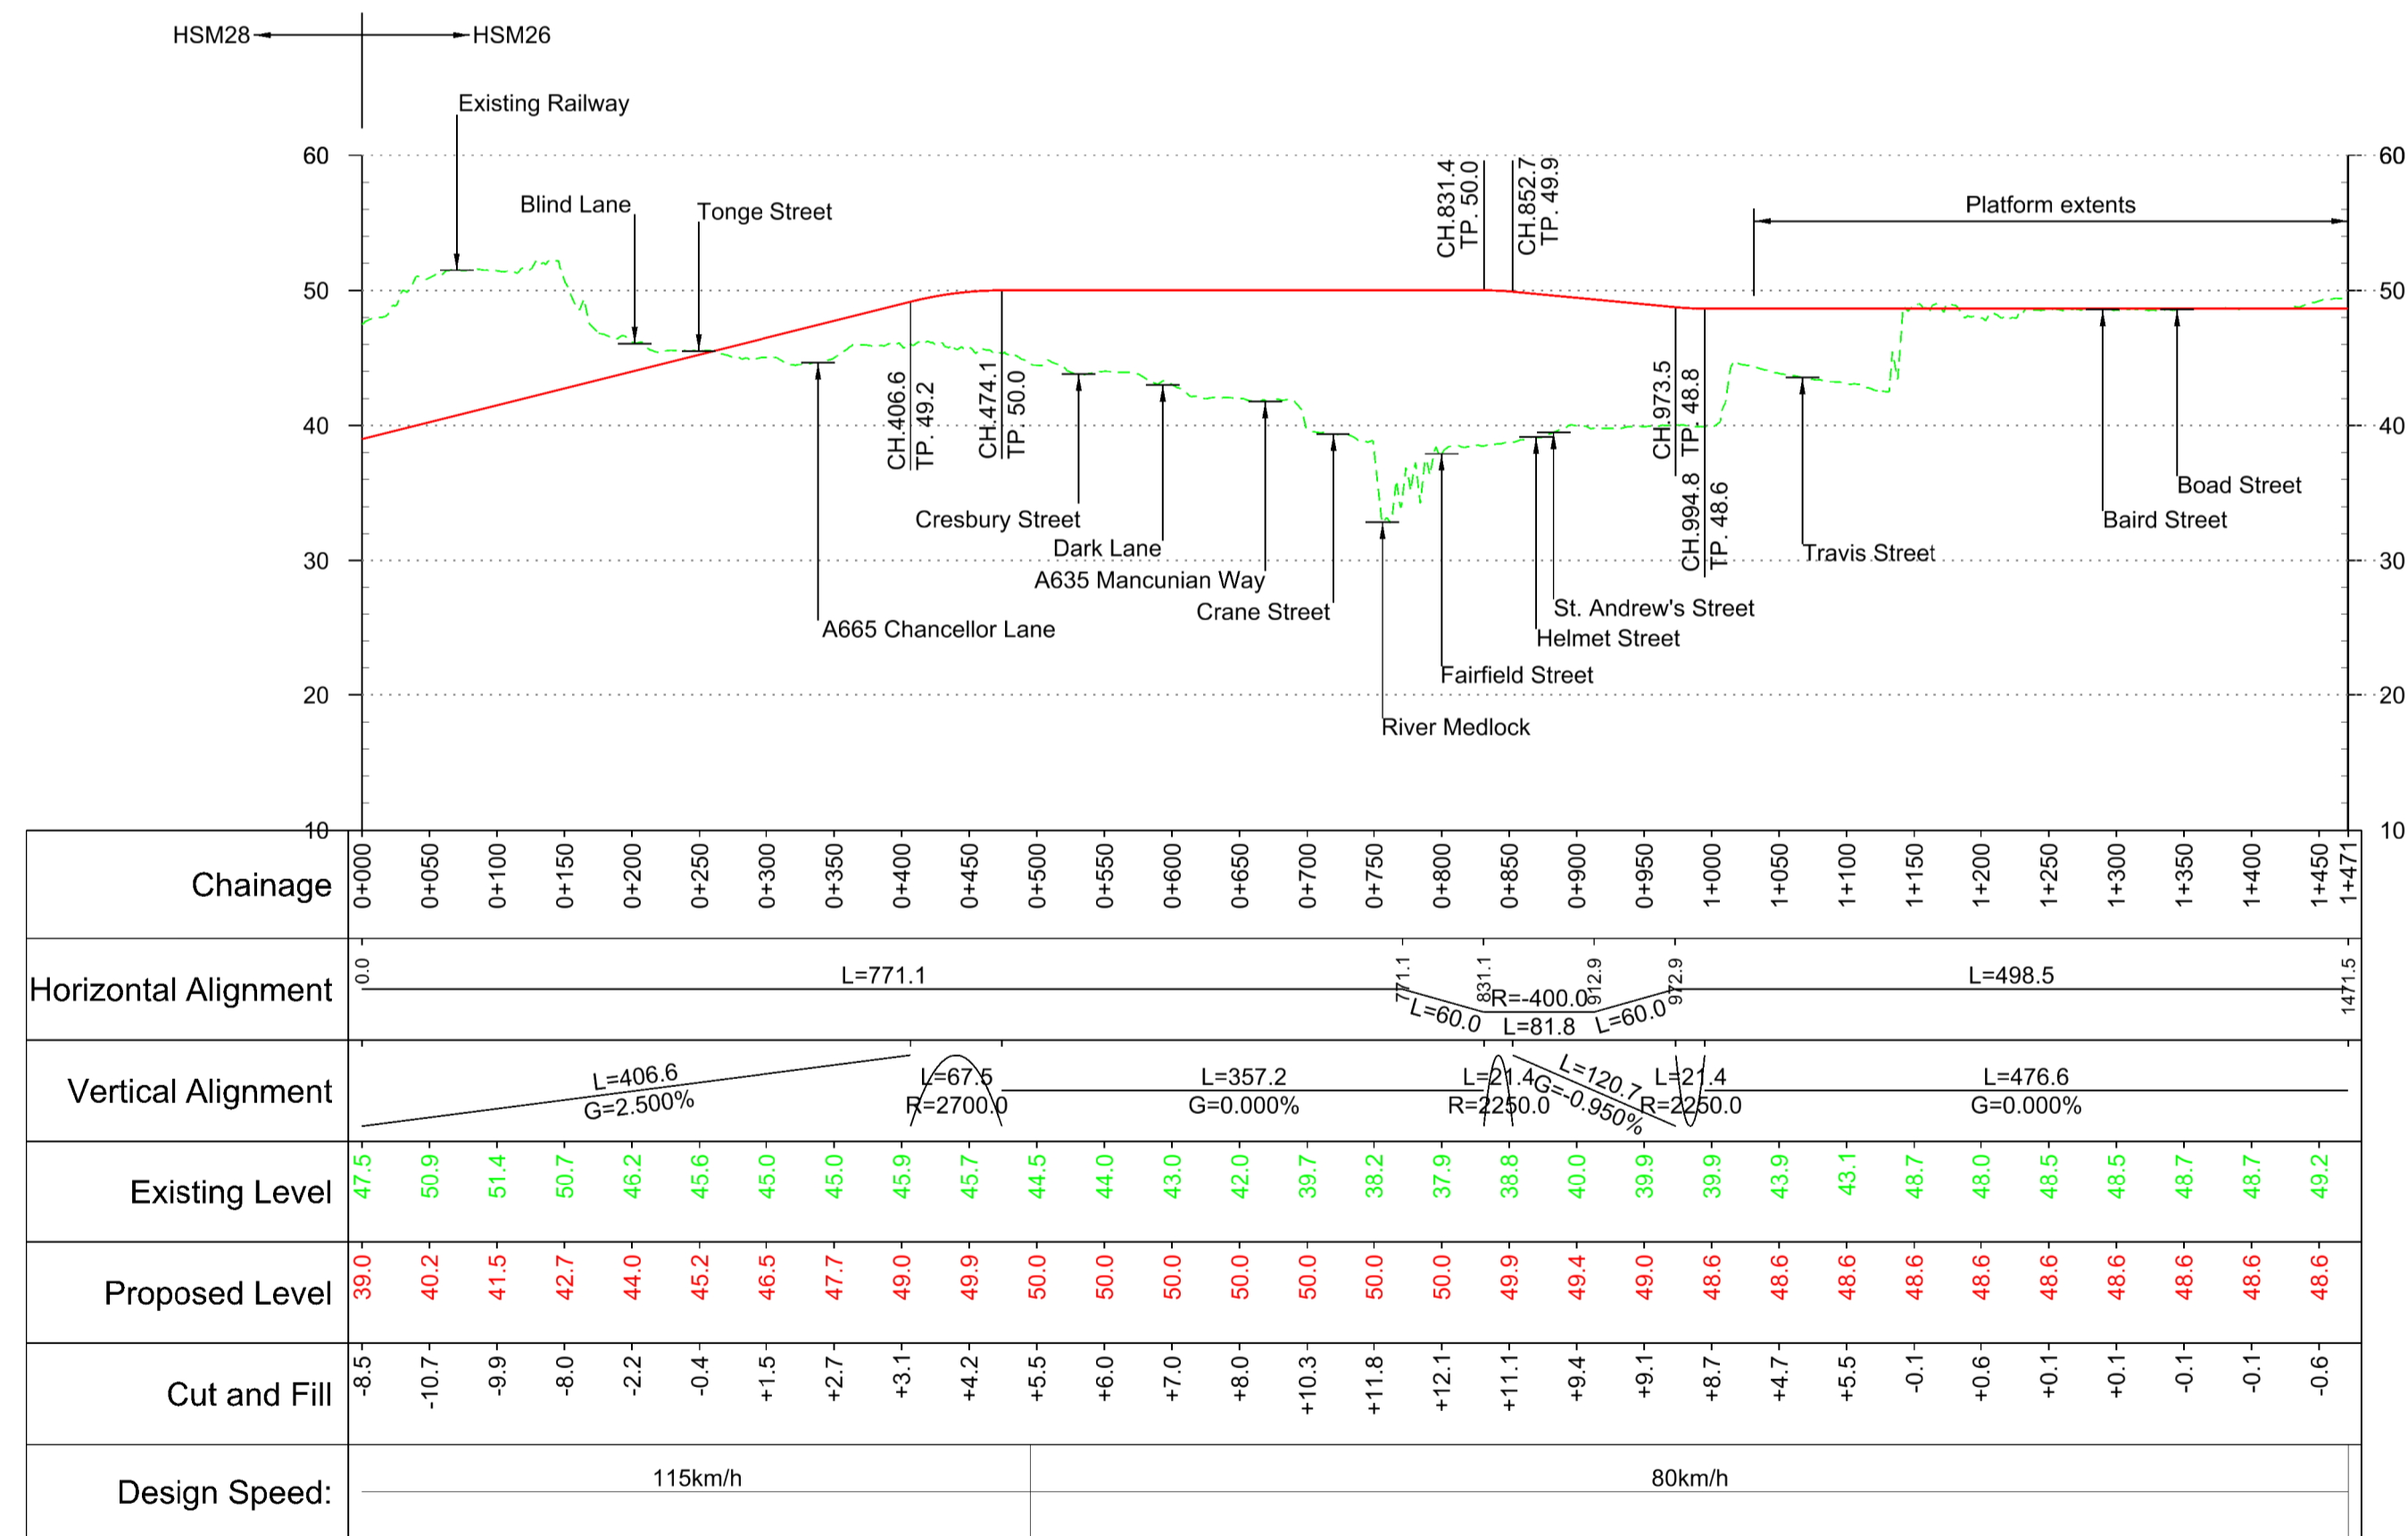 HSM28 HSM26
Existing Railway
60 60
Blind Lane Tonge Street
CH.831.4
TP. 50.0
CH.852.7
TP. 49.9
Platform extents
50 50
CH.406.6
TP. 49.2
CH.474.1
TP. 50.0
CH.973.5
TP. 48.8
CH.994.8
TP. 48.6
40 40
Boad Street
Cresbury Street
Baird Street
Dark Lane
Travis Street
30 30
A635 Mancunian Way
Crane Street
St. Andrew's Street
A665 Chancellor Lane
Helmet Street
Fairfield Street
20 20
River Medlock
10 10
Chainage 0+000 0+050 0+100 0+150 0+200 0+250 0+300 0+350 0+400 0+450 0+500 0+550 0+600 0+650 0+700 0+750 0+800 0+850 0+900 0+950 1+000 1+050 1+100 1+150 1+200 1+250 1+300 1+350 1+400 1+450 1+471
Horizontal Alignment 0.0 L=771.1 771.1 L=60.0 831.1 R=-400.0 L=81.8 912.9 L=60.0 972.9 L=498.5 1471.5
Vertical Alignment L=406.6 G=2.500% L=67.5 R=2700.0 L=357.2 G=0.000% L=21.4 R=2250.0 L=120.7 G=-0.950% L=21.4 R=2250.0 L=476.6 G=0.000%
Existing Level 47.5 50.9 51.4 50.7 46.2 45.6 45.0 45.0 45.9 45.7 44.5 44.0 43.0 42.0 39.7 38.2 37.9 38.8 40.0 39.9 39.9 43.9 43.1 48.7 48.0 48.5 48.5 48.7 48.7 49.2
Proposed Level 39.0 40.2 41.5 42.7 44.0 45.2 46.5 47.7 49.0 49.9 50.0 50.0 50.0 50.0 50.0 50.0 50.0 49.9 49.4 49.0 48.6 48.6 48.6 48.6 48.6 48.6 48.6 48.6 48.6 48.6
Cut and Fill -8.5 -10.7 -9.9 -8.0 -2.2 -0.4 +1.5 +2.7 +3.1 +4.2 +5.5 +6.0 +7.0 +8.0 +10.3 +11.8 +12.1 +11.1 +9.4 +9.1 +8.7 +4.7 +5.5 -0.1 +0.6 +0.1 +0.1 -0.1 -0.1 -0.6
Design Speed: 115km/h 80km/h